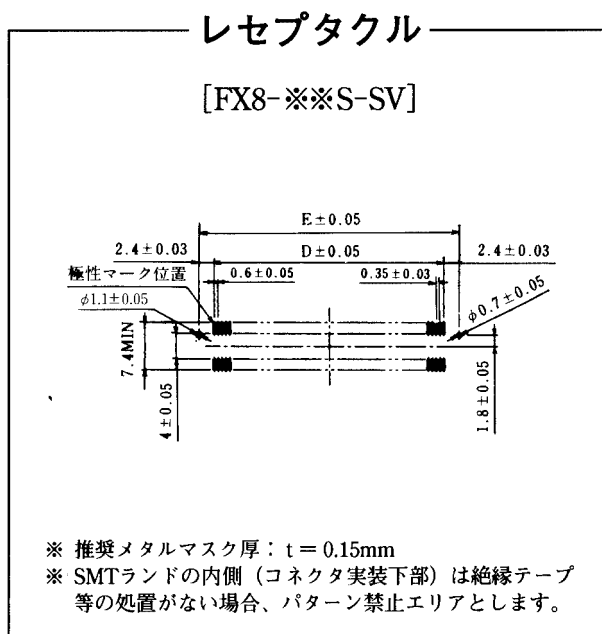 レセプタクル
[FX8-※※S-SV]
E±0.05
2.4±0.03
D±0.05
2.4±0.03
極性マーク位置
0.6±0.05
0.35±0.03
φ1.1±0.05
φ0.7±0.05
7.4MIN
4±0.05
1.8±0.05
※ 推奨メタルマスク厚：t＝0.15mm
※ SMTランドの内側（コネクタ実装下部）は絶縁テープ
等の処置がない場合、パターン禁止エリアとします。